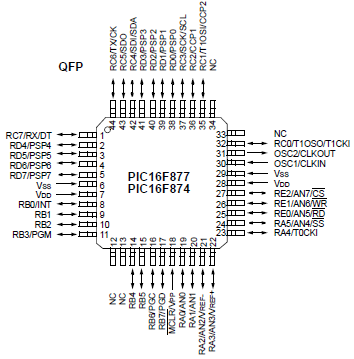 QFP
RC6/TX/CK
RC5/SDO
RC4/SDI/SDA
RD3/PSP3
RD2/PSP2
RD1/PSP1
RD0/PSP0
RC3/SCK/SCL
RC2/CCP1
RC1/T1OSI/CCP2
NC
44 43 42 41 40 39 38 37 36 35 34
RC7/RX/DT 1
RD4/PSP4 2
RD5/PSP5 3
RD6/PSP6 4
RD7/PSP7 5
VSS 6
VDD 7
RB0/INT 8
RB1 9
RB2 10
RB3/PGM 11
PIC16F877
PIC16F874
33 NC
32 RC0/T1OSO/T1CKI
31 OSC2/CLKOUT
30 OSC1/CLKIN
29 VSS
28 VDD
27 RE2/AN7/CS
26 RE1/AN6/WR
25 RE0/AN5/RD
24 RA5/AN4/SS
23 RA4/T0CKI
12 13 14 15 16 17 18 19 20 21 22
NC
NC
RB4
RB5
RB6/PGC
RB7/PGD
MCLR/VPP
RA0/AN0
RA1/AN1
RA2/AN2/VREF-
RA3/AN3/VREF+